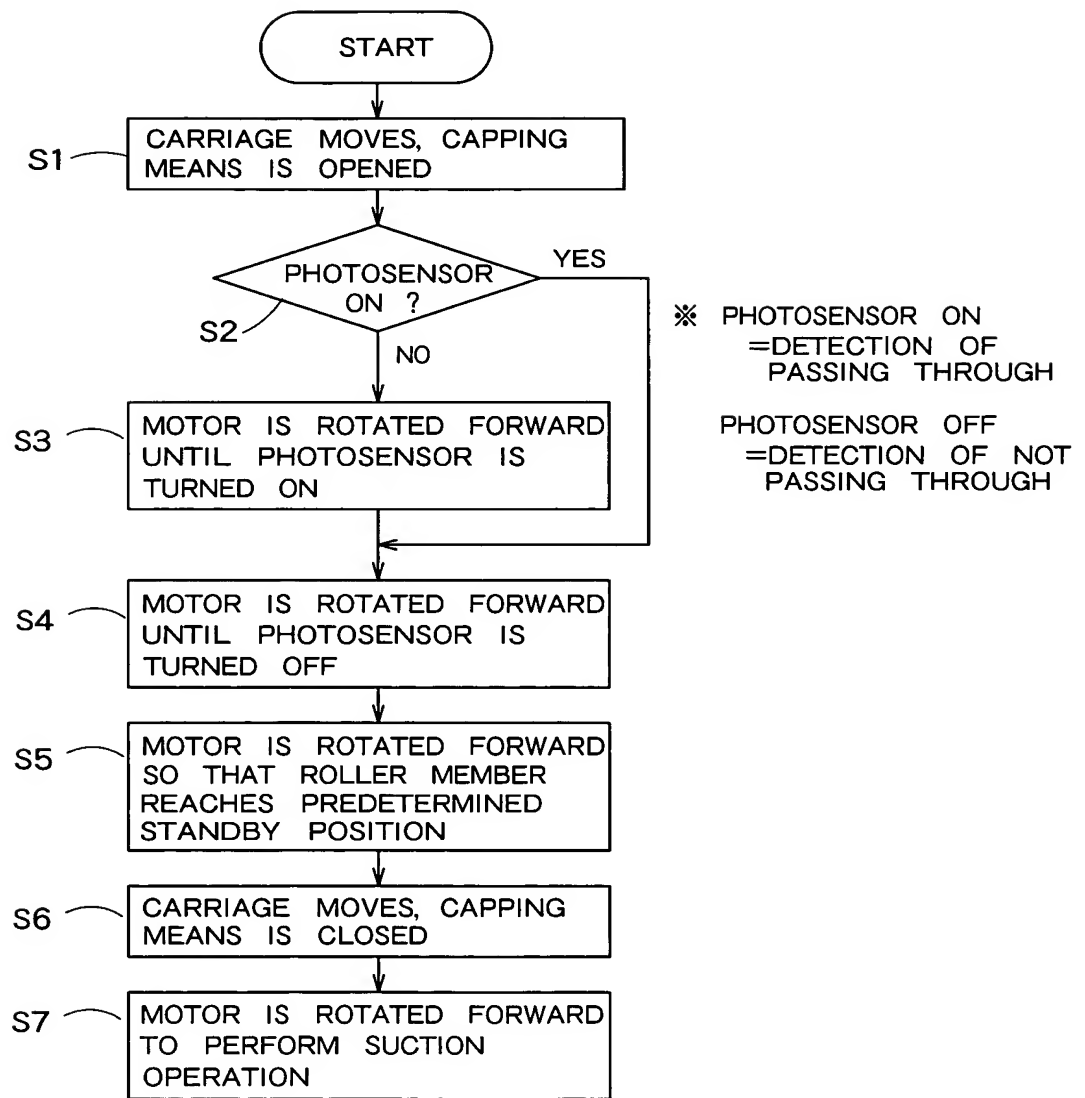 START
S1
CARRIAGE MOVES, CAPPING
MEANS IS OPENED
PHOTOSENSOR
ON ?
YES
S2
NO
※ PHOTOSENSOR ON
=DETECTION OF
PASSING THROUGH
PHOTOSENSOR OFF
=DETECTION OF NOT
PASSING THROUGH
S3
MOTOR IS ROTATED FORWARD
UNTIL PHOTOSENSOR IS
TURNED ON
S4
MOTOR IS ROTATED FORWARD
UNTIL PHOTOSENSOR IS
TURNED OFF
S5
MOTOR IS ROTATED FORWARD
SO THAT ROLLER MEMBER
REACHES PREDETERMINED
STANDBY POSITION
S6
CARRIAGE MOVES, CAPPING
MEANS IS CLOSED
S7
MOTOR IS ROTATED FORWARD
TO PERFORM SUCTION
OPERATION